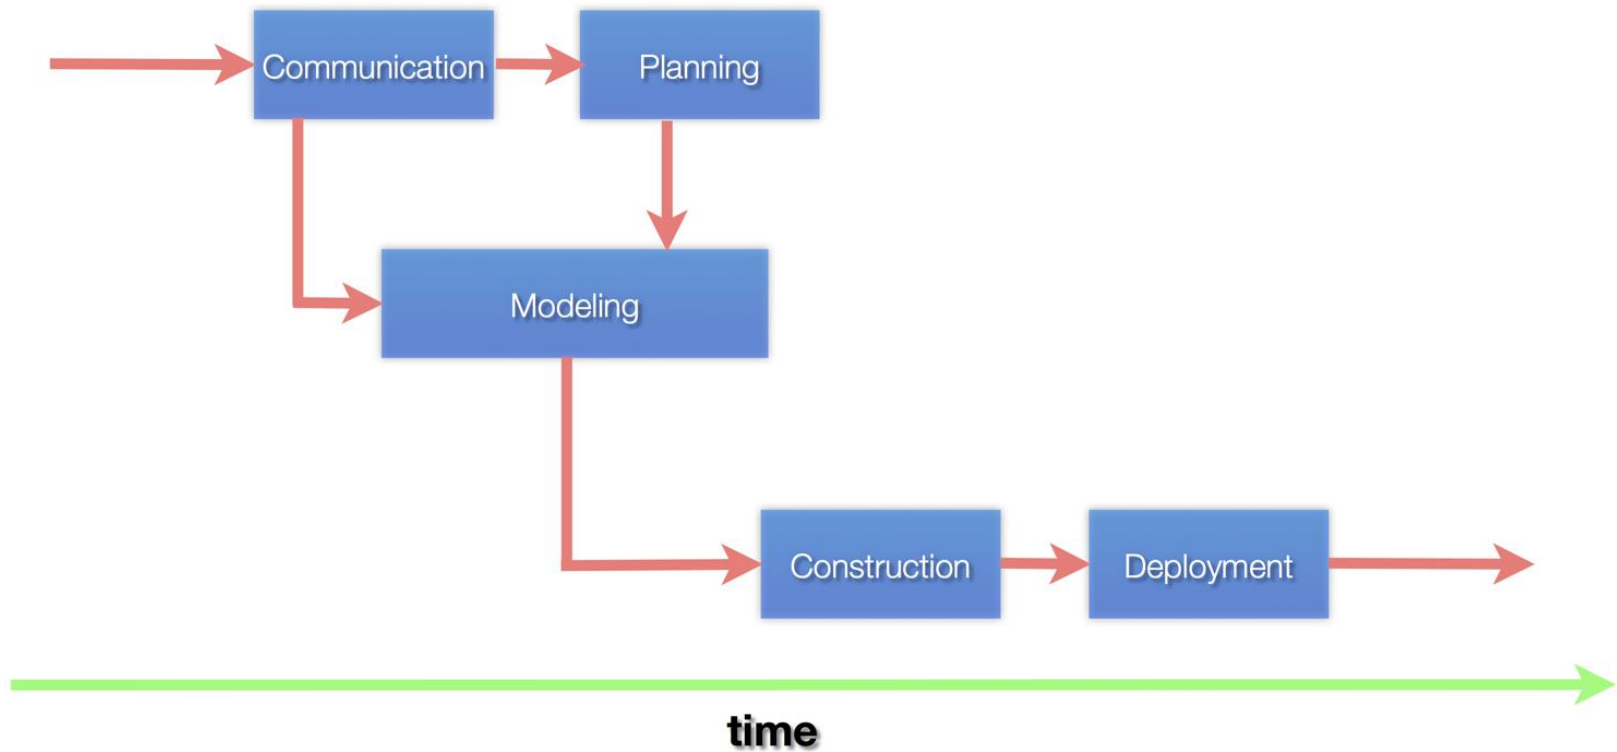 Communication
Planning
Modeling
Construction
Deployment
time